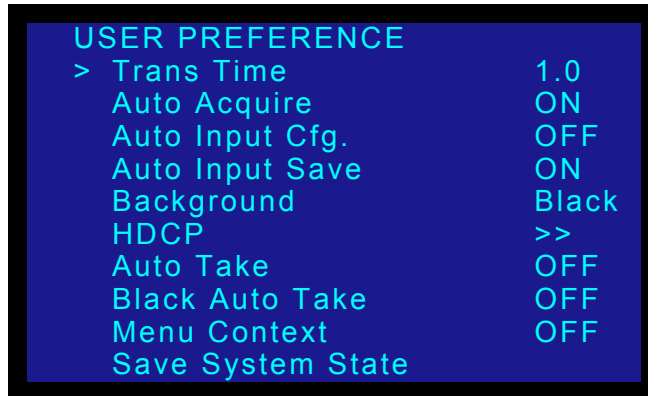 USER PREFERENCE
> Trans Time 1.0
Auto Acquire ON
Auto Input Cfg. OFF
Auto Input Save ON
Background Black
HDCP >>
Auto Take OFF
Black Auto Take OFF
Menu Context OFF
Save System State